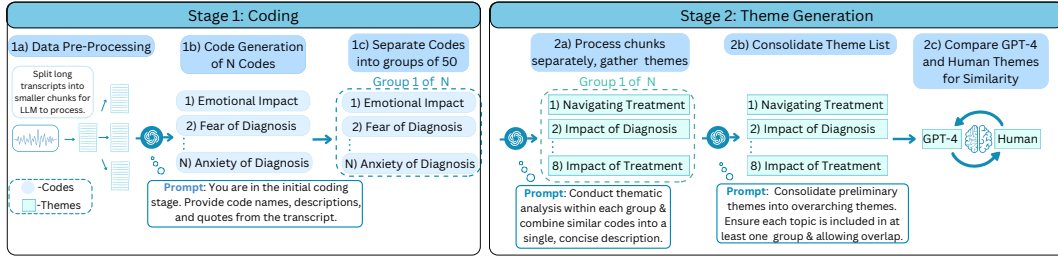 Stage 1: Coding
1a) Data Pre-Processing
Split long
transcripts into
smaller chunks for
LLM to process.
-Codes
-Themes
1b) Code Generation
of N Codes
1) Emotional Impact
2) Fear of Diagnosis
N) Anxiety of Diagnosis
Prompt: You are in the initial coding
stage. Provide code names, descriptions,
and quotes from the transcript.
1c) Separate Codes
into groups of 50
Group 1 of N
1) Emotional Impact
2) Fear of Diagnosis
N) Anxiety of Diagnosis
Stage 2: Theme Generation
2a) Process chunks
separately, gather themes
Group 1 of N
1) Navigating Treatment
2) Impact of Diagnosis
8) Impact of Treatment
Prompt: Conduct thematic
analysis within each group &
combine similar codes into a
single, concise description.
2b) Consolidate Theme List
1) Navigating Treatment
2) Impact of Diagnosis
8) Impact of Treatment
Prompt: Consolidate preliminary
themes into overarching themes.
Ensure each topic is included in at
least one group & allowing overlap.
2c) Compare GPT-4
and Human Themes
for Similarity
GPT-4
Human